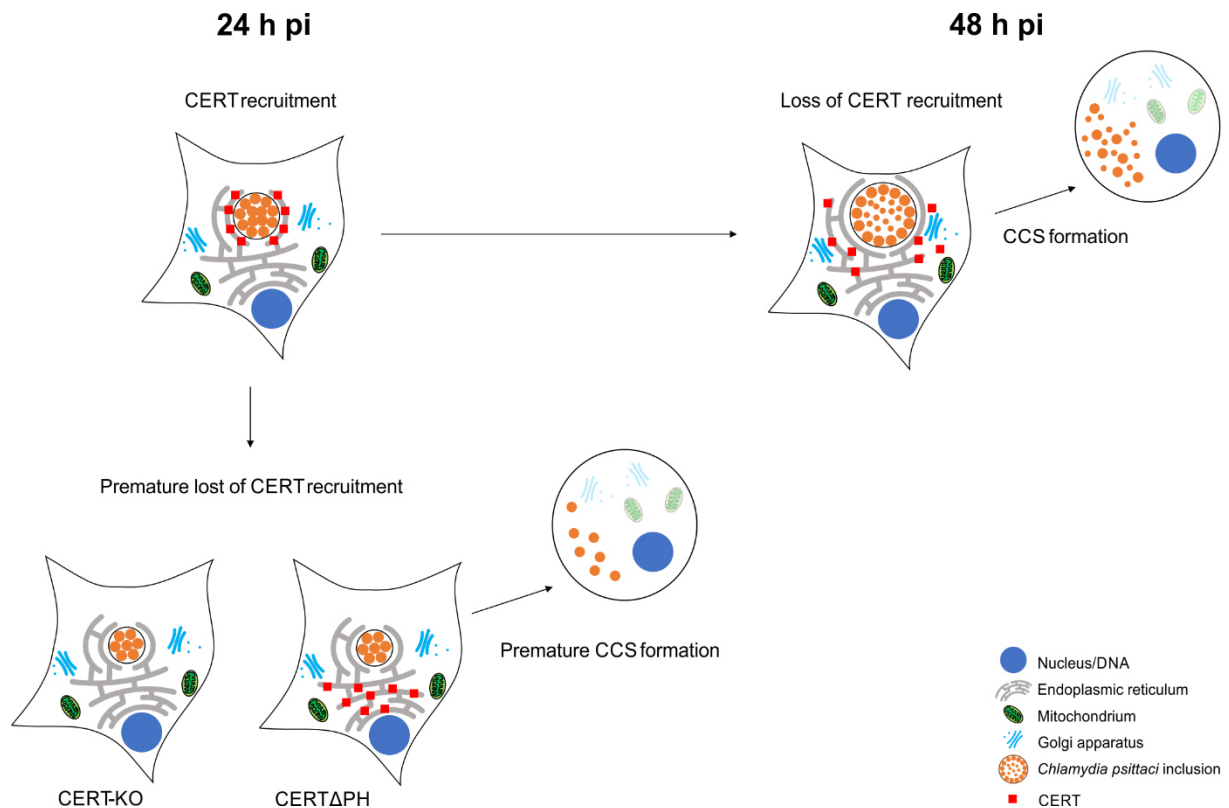 24 h pi
48 h pi
CERT recruitment
Loss of CERT recruitment
CCS formation
Premature lost of CERT recruitment
Premature CCS formation
CERT-KO
CERTΔPH
Nucleus/DNA
Endoplasmic reticulum
Mitochondrium
Golgi apparatus
Chlamydia psittaci inclusion
CERT